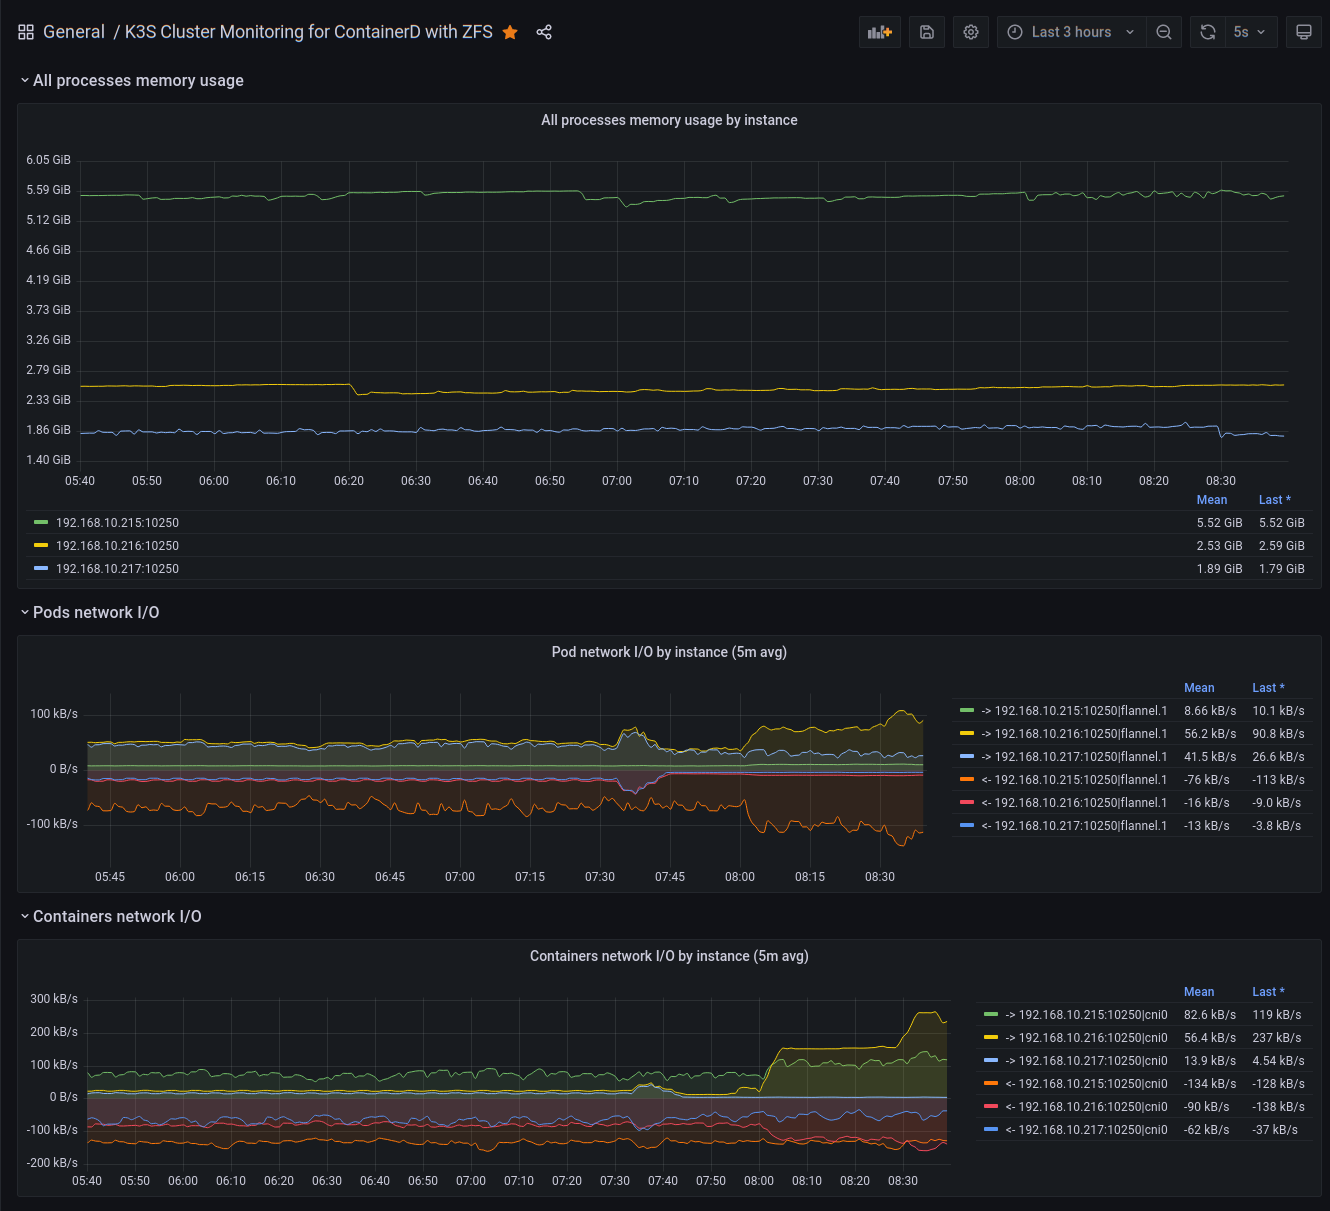 General / K3S Cluster Monitoring for ContainerD with ZFS Last 3 hours 5s
All processes memory usage
All processes memory usage by instance
6.05 GiB
5.59 GiB
5.12 GiB
4.66 GiB
4.19 GiB
3.73 GiB
3.26 GiB
2.79 GiB
2.33 GiB
1.86 GiB
1.40 GiB
05:40 05:50 06:00 06:10 06:20 06:30 06:40 06:50 07:00 07:10 07:20 07:30 07:40 07:50 08:00 08:10 08:20 08:30
Mean Last *
192.168.10.215:10250 5.52 GiB 5.52 GiB
192.168.10.216:10250 2.53 GiB 2.59 GiB
192.168.10.217:10250 1.89 GiB 1.79 GiB
Pods network I/O
Pod network I/O by instance (5m avg)
100 kB/s
0 B/s
-100 kB/s
05:45 06:00 06:15 06:30 06:45 07:00 07:15 07:30 07:45 08:00 08:15 08:30
Mean Last *
-> 192.168.10.215:10250|flannel.1 8.66 kB/s 10.1 kB/s
-> 192.168.10.216:10250|flannel.1 56.2 kB/s 90.8 kB/s
-> 192.168.10.217:10250|flannel.1 41.5 kB/s 26.6 kB/s
<- 192.168.10.215:10250|flannel.1 -76 kB/s -113 kB/s
<- 192.168.10.216:10250|flannel.1 -16 kB/s -9.0 kB/s
<- 192.168.10.217:10250|flannel.1 -13 kB/s -3.8 kB/s
Containers network I/O
Containers network I/O by instance (5m avg)
300 kB/s
200 kB/s
100 kB/s
0 B/s
-100 kB/s
-200 kB/s
05:40 05:50 06:00 06:10 06:20 06:30 06:40 06:50 07:00 07:10 07:20 07:30 07:40 07:50 08:00 08:10 08:20 08:30
Mean Last *
-> 192.168.10.215:10250|cni0 82.6 kB/s 119 kB/s
-> 192.168.10.216:10250|cni0 56.4 kB/s 237 kB/s
-> 192.168.10.217:10250|cni0 13.9 kB/s 4.54 kB/s
<- 192.168.10.215:10250|cni0 -134 kB/s -128 kB/s
<- 192.168.10.216:10250|cni0 -90 kB/s -138 kB/s
<- 192.168.10.217:10250|cni0 -62 kB/s -37 kB/s